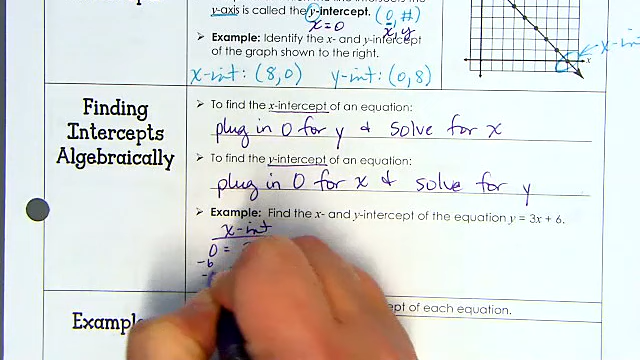 y-axis is called the y-intercept. (0, #)
x=0 x, y
➢ Example: Identify the x- and y-intercept
of the graph shown to the right.
x-int: (8,0) y-int: (0,8)
x
x-in
Finding
Intercepts
Algebraically
➢ To find the x-intercept of an equation:
plug in 0 for y & solve for x
➢ To find the y-intercept of an equation:
plug in 0 for x & solve for y
➢ Example: Find the x- and y-intercept of the equation y = 3x + 6.
x-int
0 =
-6
Example
cept of each equation.